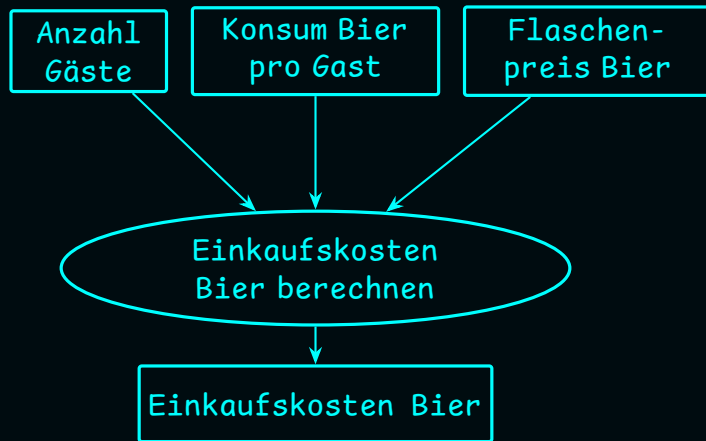 Anzahl
Gäste
Konsum Bier
pro Gast
Flaschen-
preis Bier
Einkaufskosten
Bier berechnen
Einkaufskosten Bier